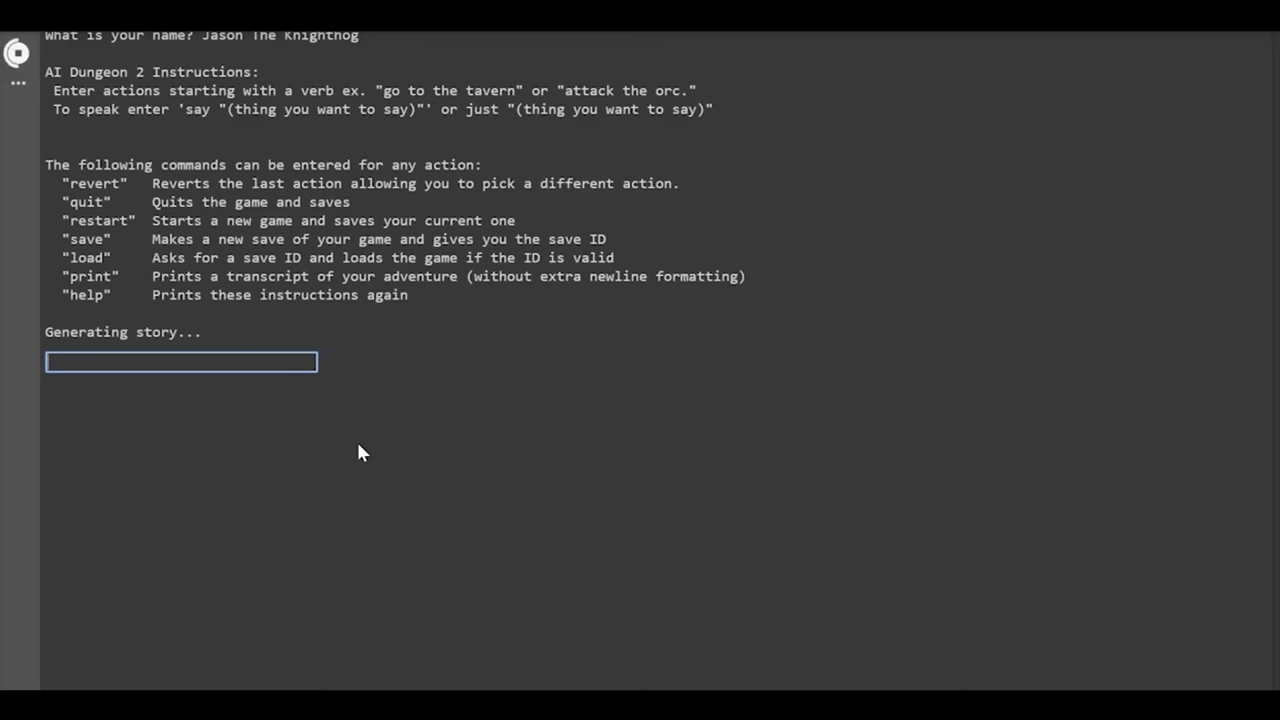 What is your name? Jason The Knighthog
AI Dungeon 2 Instructions:
Enter actions starting with a verb ex. "go to the tavern" or "attack the orc."
To speak enter 'say "(thing you want to say)"' or just "(thing you want to say)"
The following commands can be entered for any action:
"revert" Reverts the last action allowing you to pick a different action.
"quit" Quits the game and saves
"restart" Starts a new game and saves your current one
"save" Makes a new save of your game and gives you the save ID
"load" Asks for a save ID and loads the game if the ID is valid
"print" Prints a transcript of your adventure (without extra newline formatting)
"help" Prints these instructions again
Generating story...